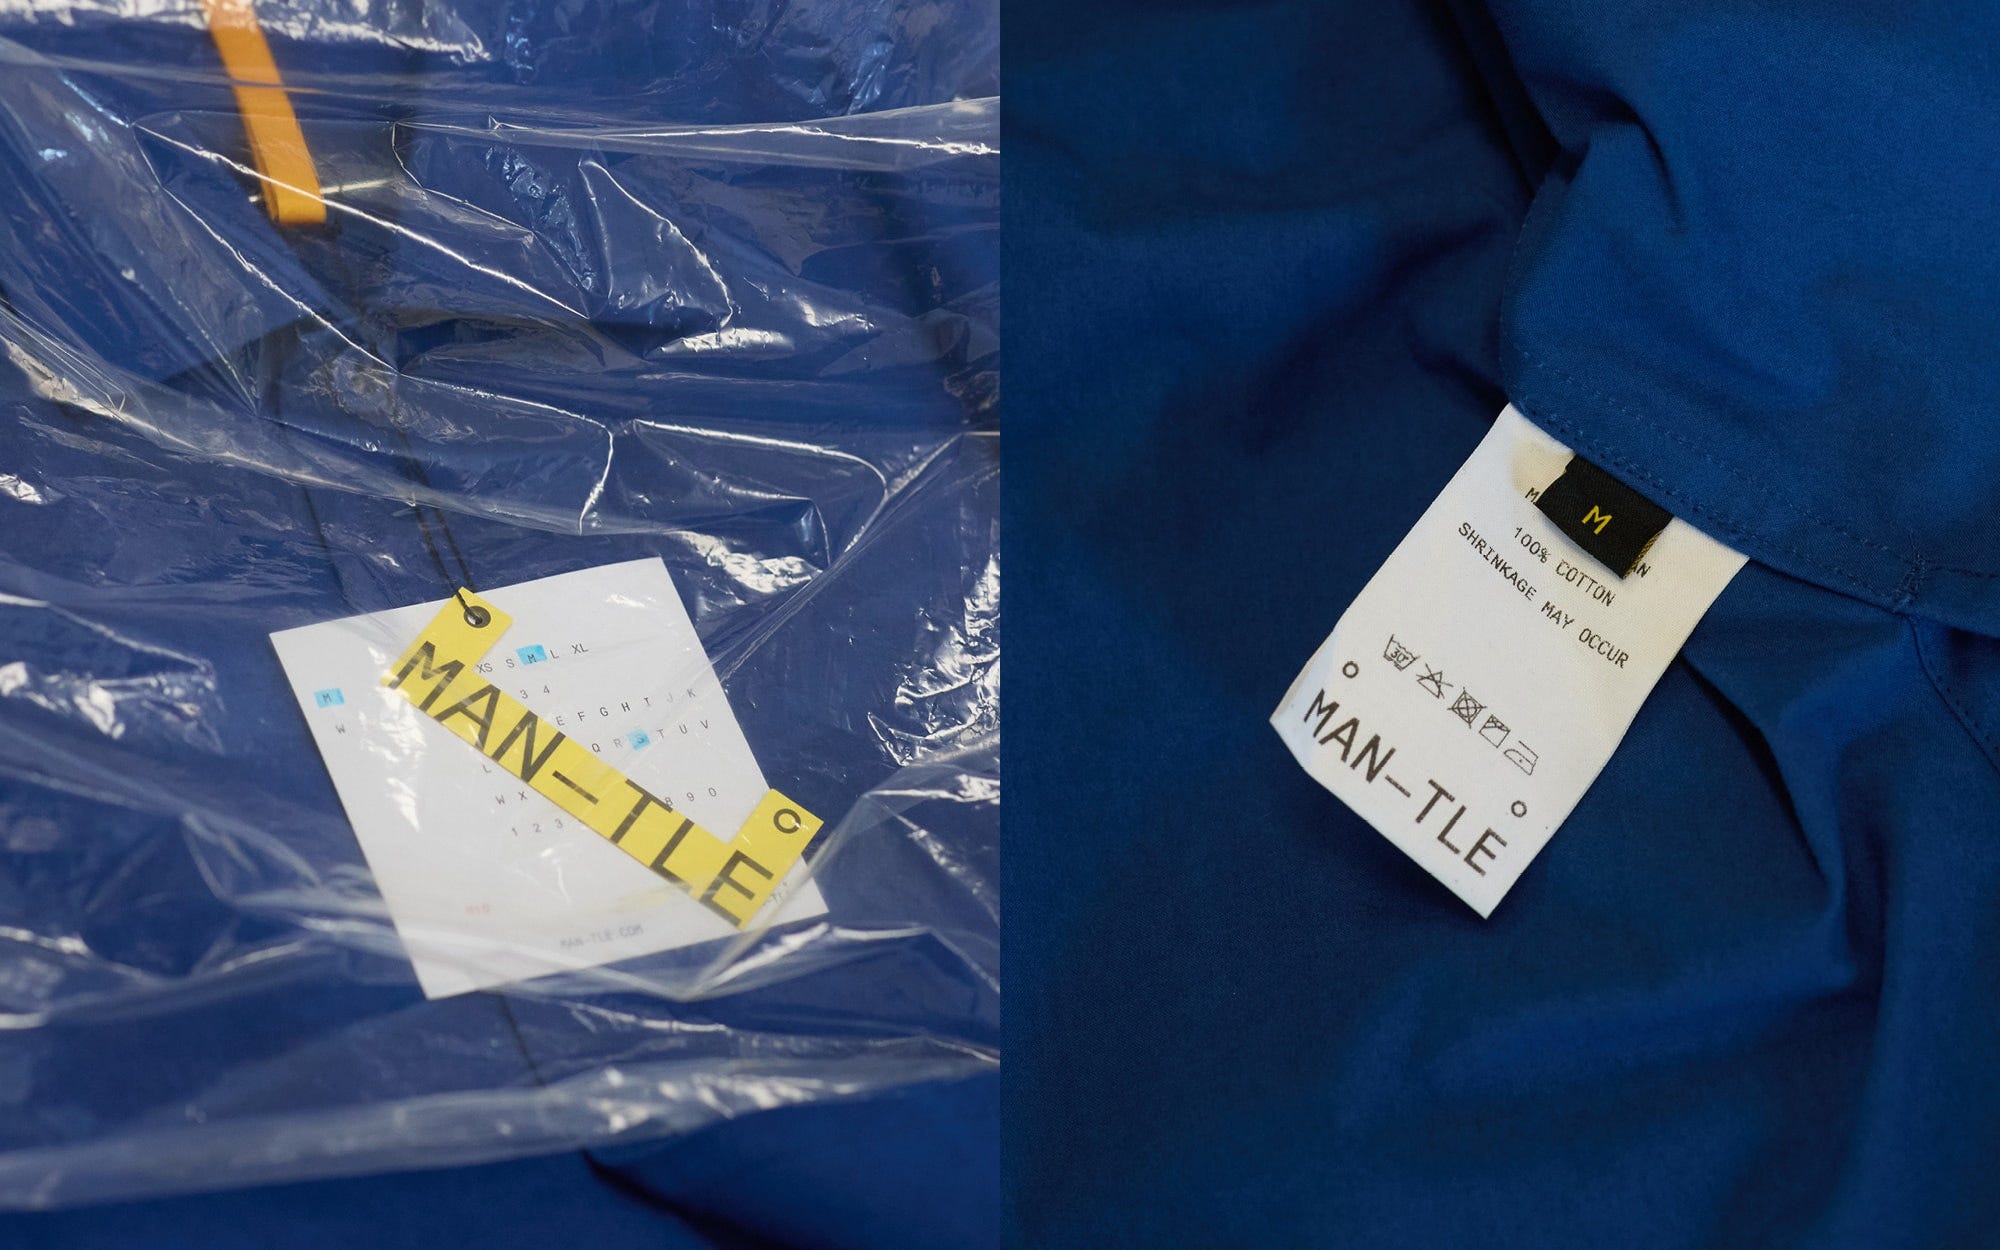 XS S M L XL
M
3 4
W
E F G H I J K
Q R S T U V
L
W X
8 9 0
1 2 3
MAN–TLE
MAN-TLE.COM
M
100% COTTON
SHRINKAGE MAY OCCUR
30°
MAN–TLE